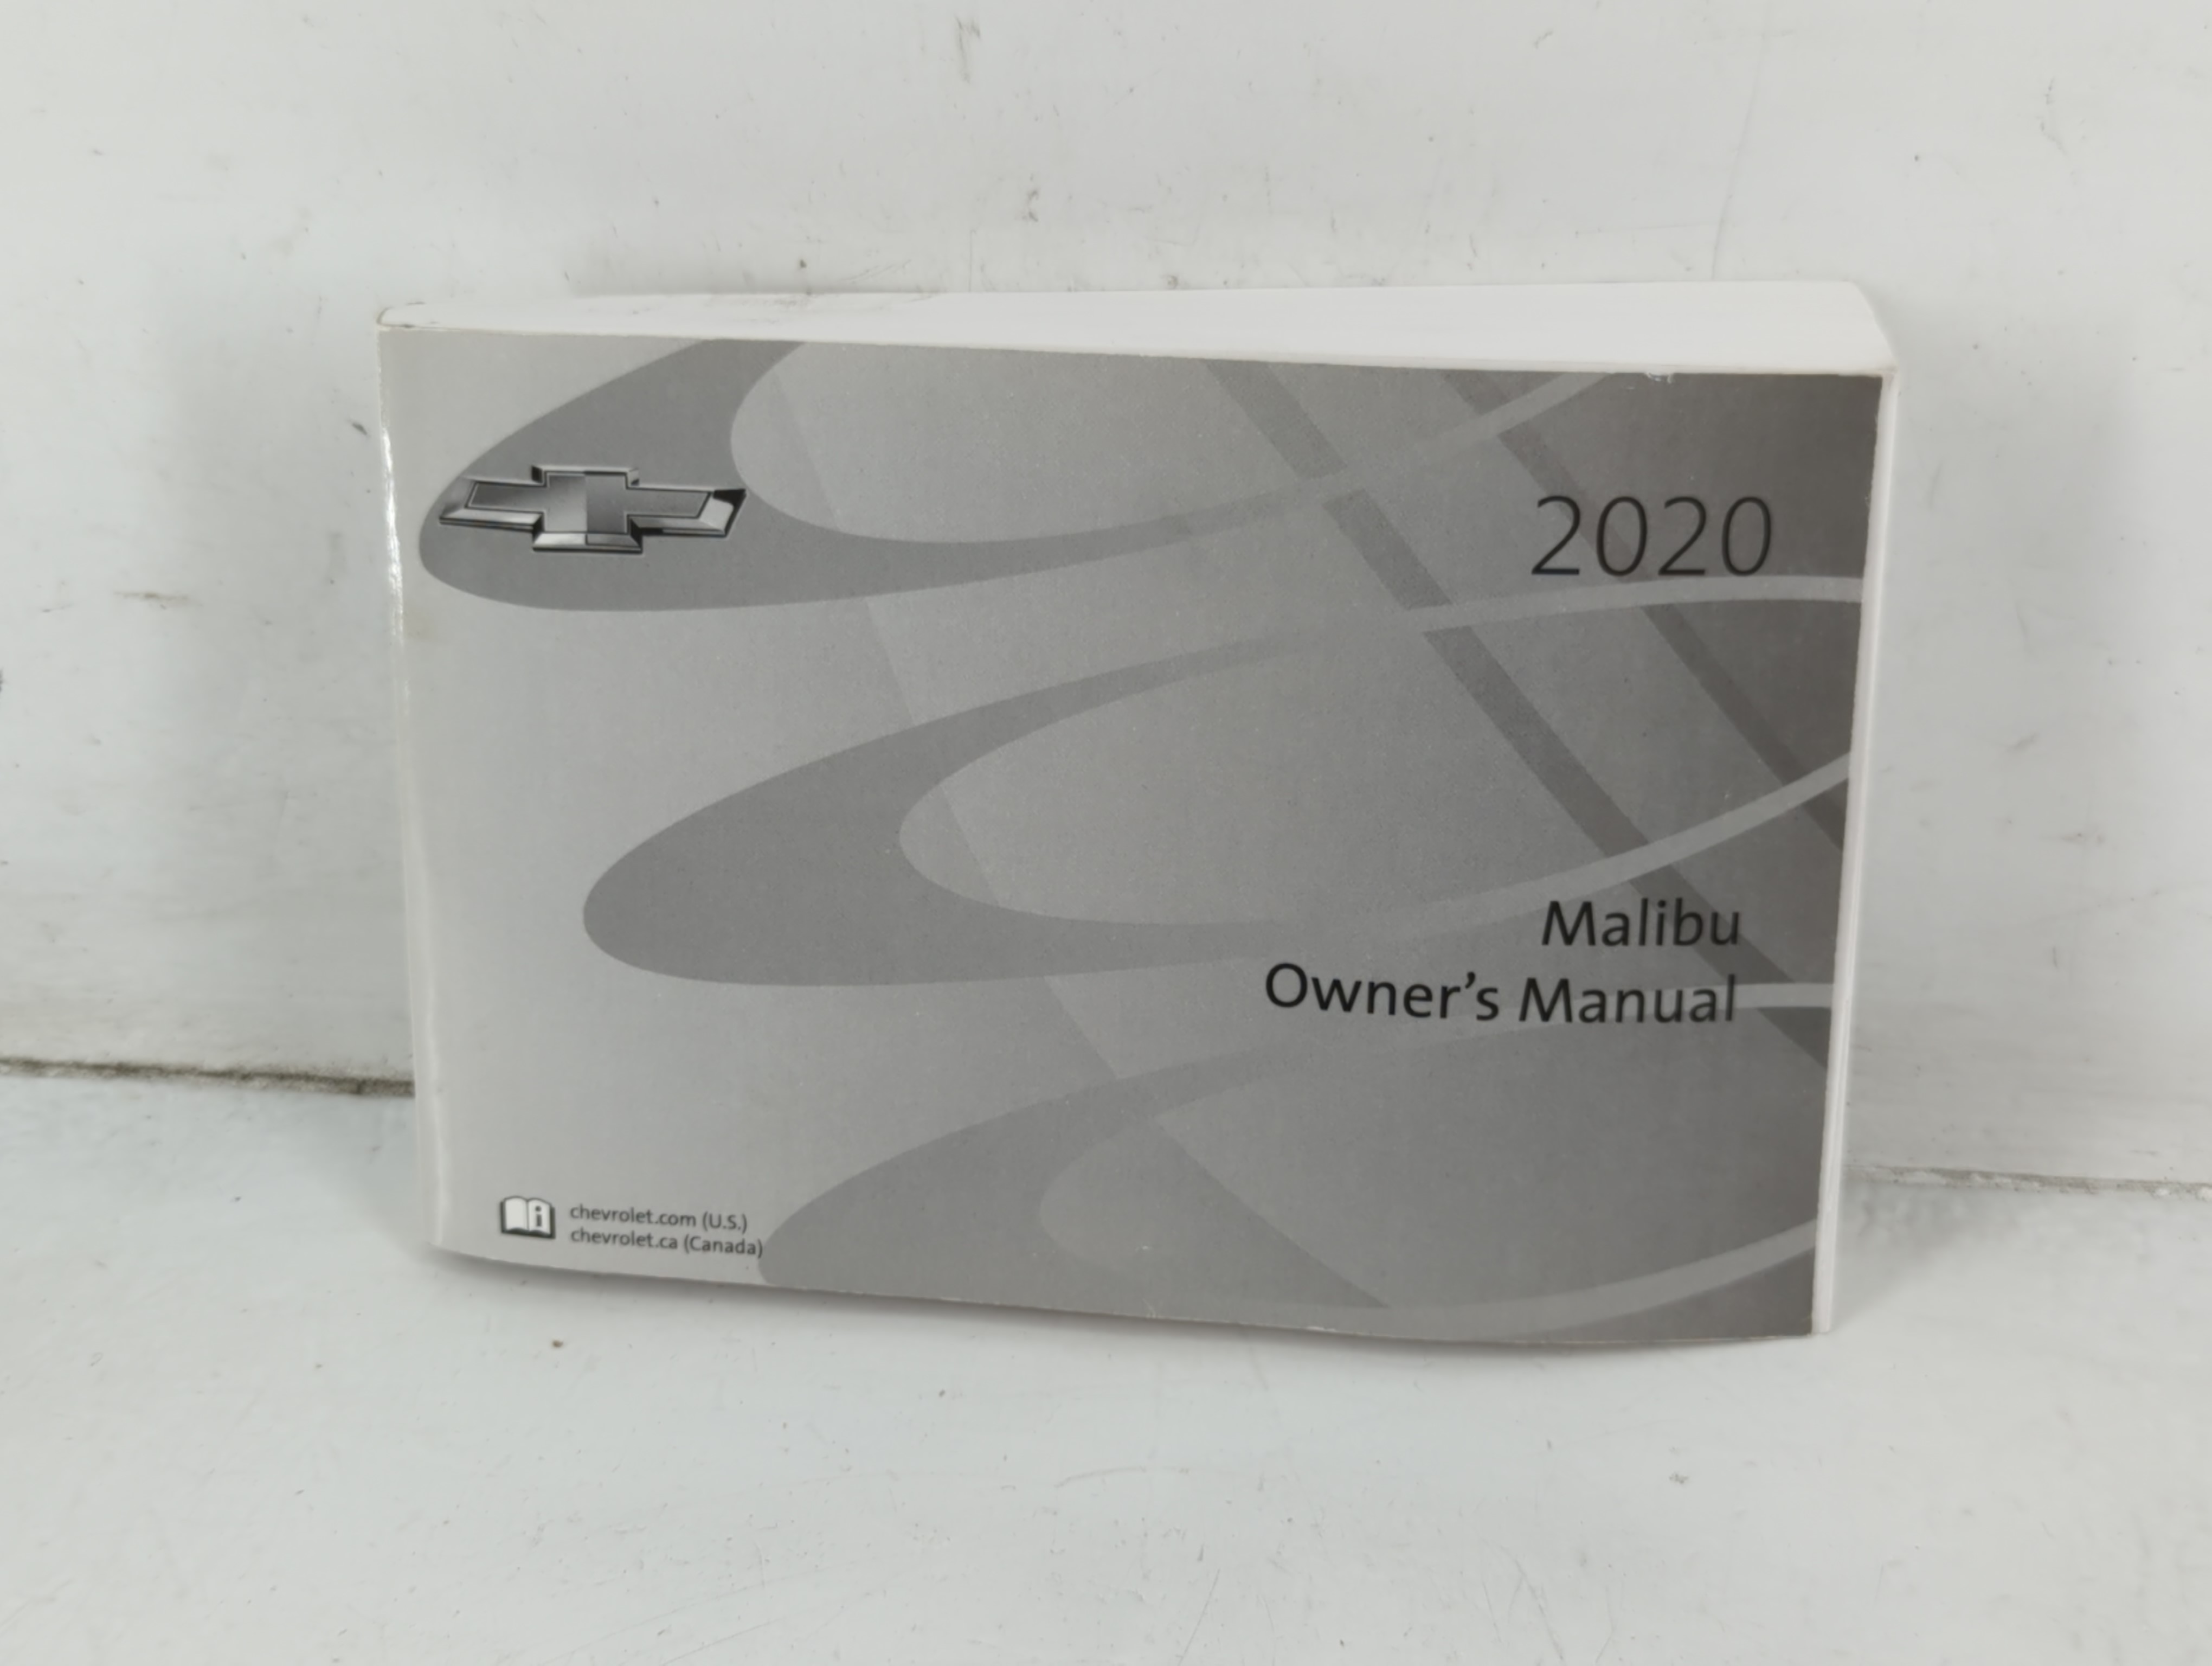 2020
Malibu
Owner's Manual
chevrolet.com (U.S.)
chevrolet.ca (Canada)